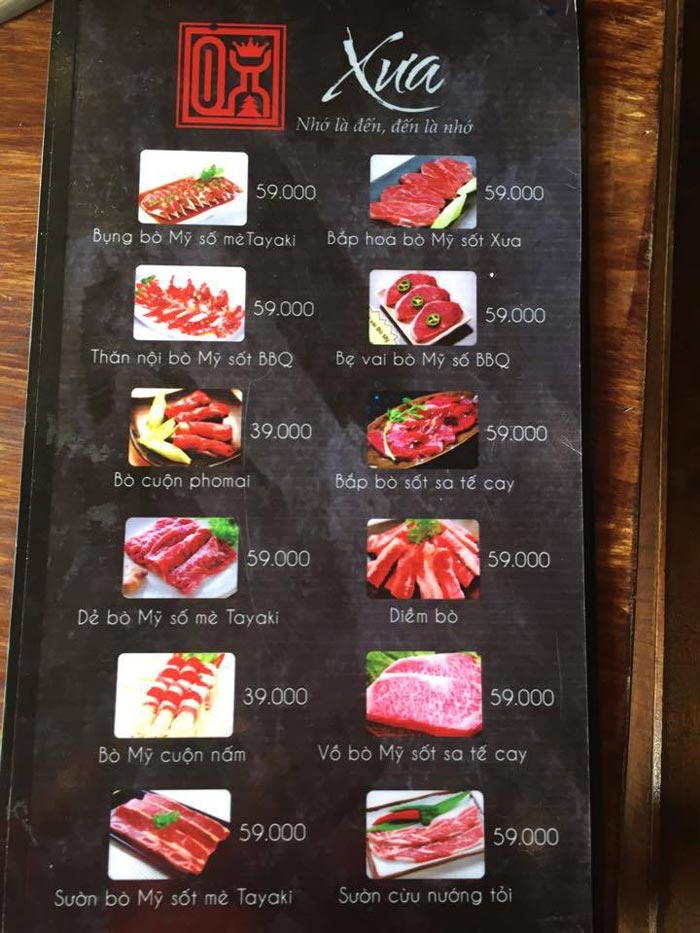 Xưa
Nhớ là đến, đến là nhớ
59.000 59.000
Bụng bò Mỹ số mè Tayaki Bắp hoá bò Mỹ sốt Xưa
59.000 59.000
Thăn nội bò Mỹ sốt BBQ Bẹ vai bò Mỹ số BBQ
39.000 59.000
Bò cuộn phomai Bắp bò sốt sa tế cay
59.000 59.000
Dẻ bò Mỹ số mè Tayaki Diềm bò
39.000 59.000
Bò Mỹ cuộn nấm Vồ bò Mỹ sốt sa tế cay
59.000 59.000
Sườn bò Mỹ sốt mè Tayaki Sườn cừu nướng tỏi